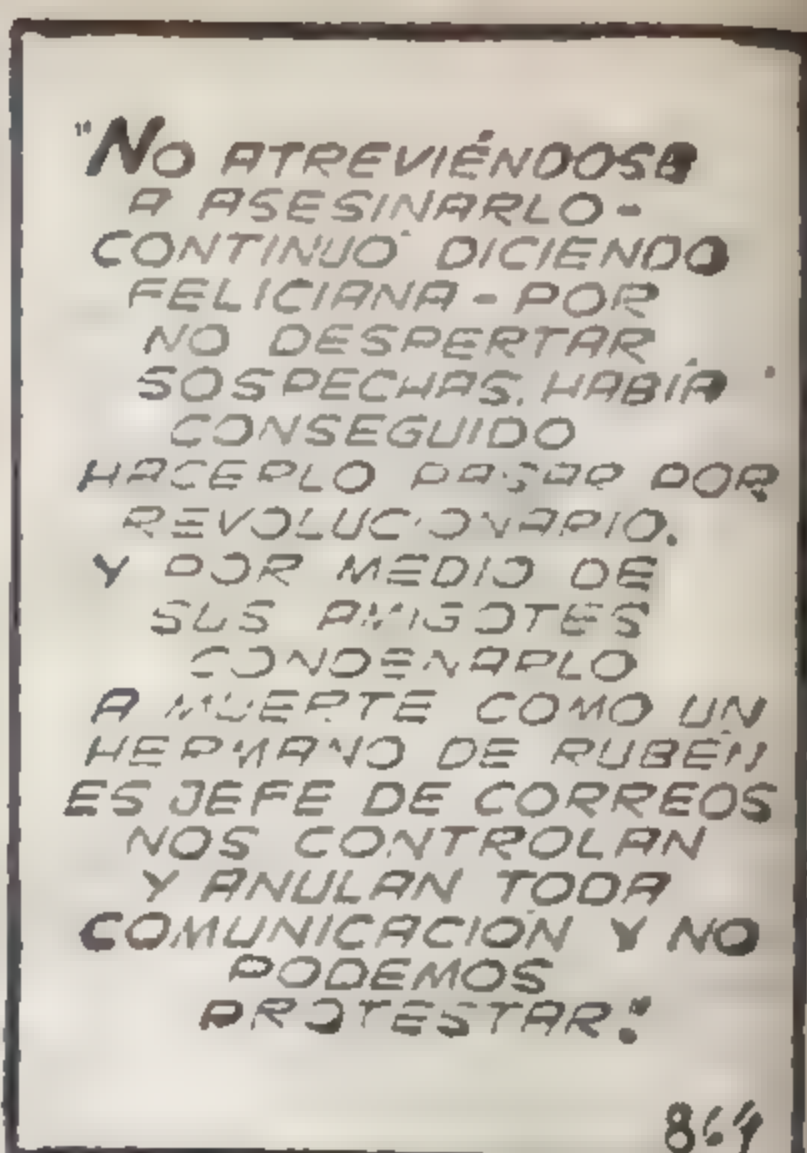 "NO ATREVIÉNDOSE
A ASESINARLO-
CONTINUÓ DICIENDO
FELICIANA-POR
NO DESPERTAR
SOSPECHAS. HABÍA
CONSEGUIDO
HACERLO PASAR POR
REVOLUCIONARIO.
Y POR MEDIO DE
SUS AMIGOTES
CONDENARLO
A MUERTE COMO UN
HERMANO DE RUBÉN
ES JEFE DE CORREOS
NOS CONTROLAN
Y ANULAN TODA
COMUNICACIÓN Y NO
PODEMOS
PROTESTAR."